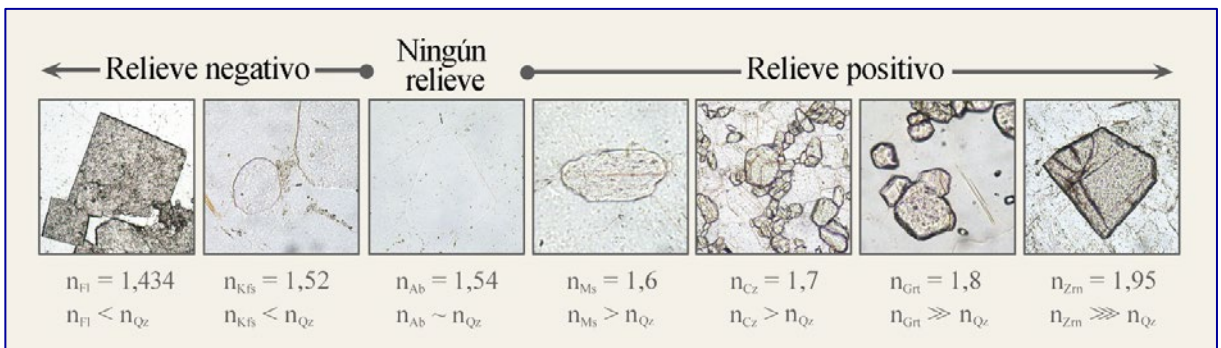 Relieve negativo
Ningún
relieve
Relieve positivo
n_Fl = 1,434
n_Fl < n_Qz
n_Kfs = 1,52
n_Kfs < n_Qz
n_Ab = 1,54
n_Ab ~ n_Qz
n_Ms = 1,6
n_Ms > n_Qz
n_Cz = 1,7
n_Cz > n_Qz
n_Grt = 1,8
n_Grt ≫ n_Qz
n_Zrn = 1,95
n_Zrn ⋙ n_Qz